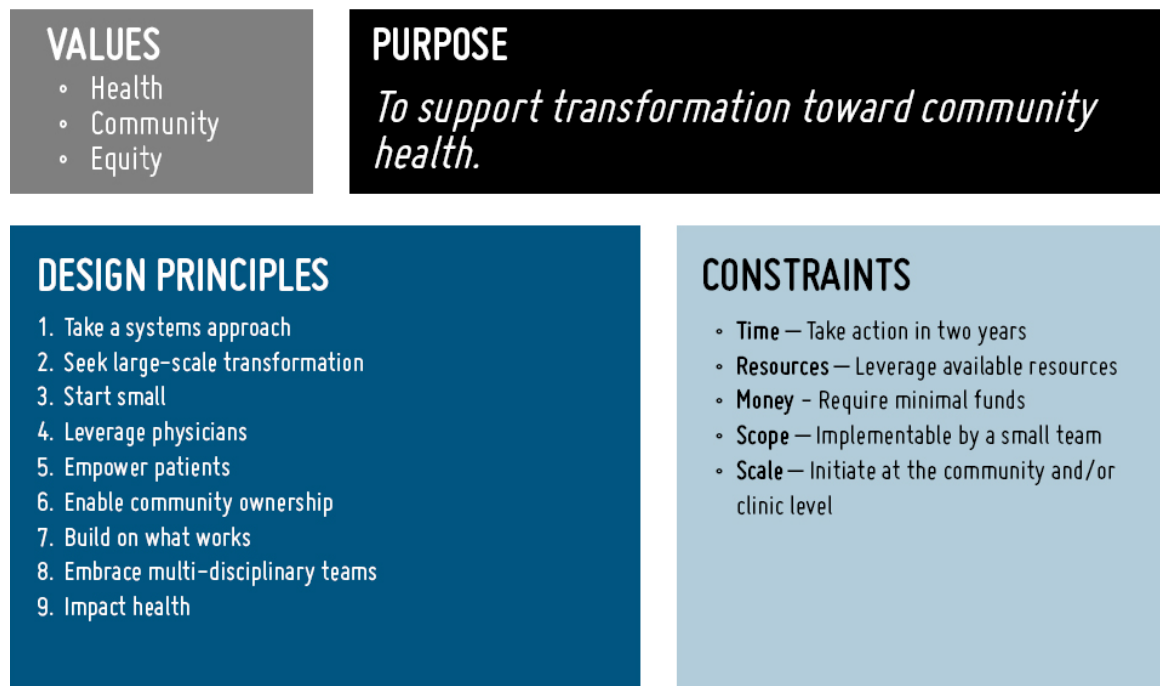 VALUES
◦ Health
◦ Community
◦ Equity
PURPOSE
To support transformation toward community
health.
DESIGN PRINCIPLES
1. Take a systems approach
2. Seek large-scale transformation
3. Start small
4. Leverage physicians
5. Empower patients
6. Enable community ownership
7. Build on what works
8. Embrace multi-disciplinary teams
9. Impact health
CONSTRAINTS
◦ Time — Take action in two years
◦ Resources — Leverage available resources
◦ Money - Require minimal funds
◦ Scope — Implementable by a small team
◦ Scale — Initiate at the community and/or
clinic level